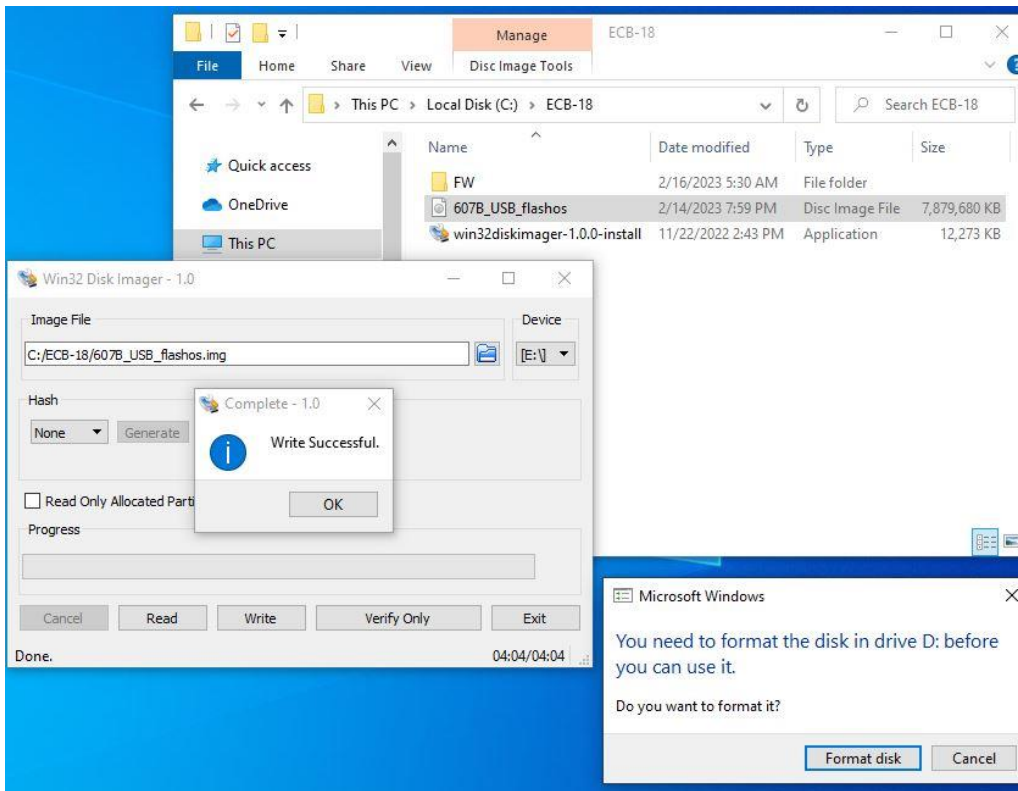 Manage
ECB-18
File Home Share View Disc Image Tools
This PC > Local Disk (C:) > ECB-18
Search ECB-18
Name Date modified Type Size
Quick access
OneDrive
This PC
FW 2/16/2023 5:30 AM File folder
607B_USB_flashos 2/14/2023 7:59 PM Disc Image File 7,879,680 KB
win32diskimager-1.0.0-install 11/22/2022 2:43 PM Application 12,273 KB
Win32 Disk Imager - 1.0
Image File Device
C:/ECB-18/607B_USB_flashos.img [E:\]
Hash
None Generate
Complete - 1.0
Write Successful.
OK
Read Only Allocated Parti
Progress
Cancel Read Write Verify Only Exit
Done. 04:04/04:04
Microsoft Windows
You need to format the disk in drive D: before
you can use it.
Do you want to format it?
Format disk Cancel